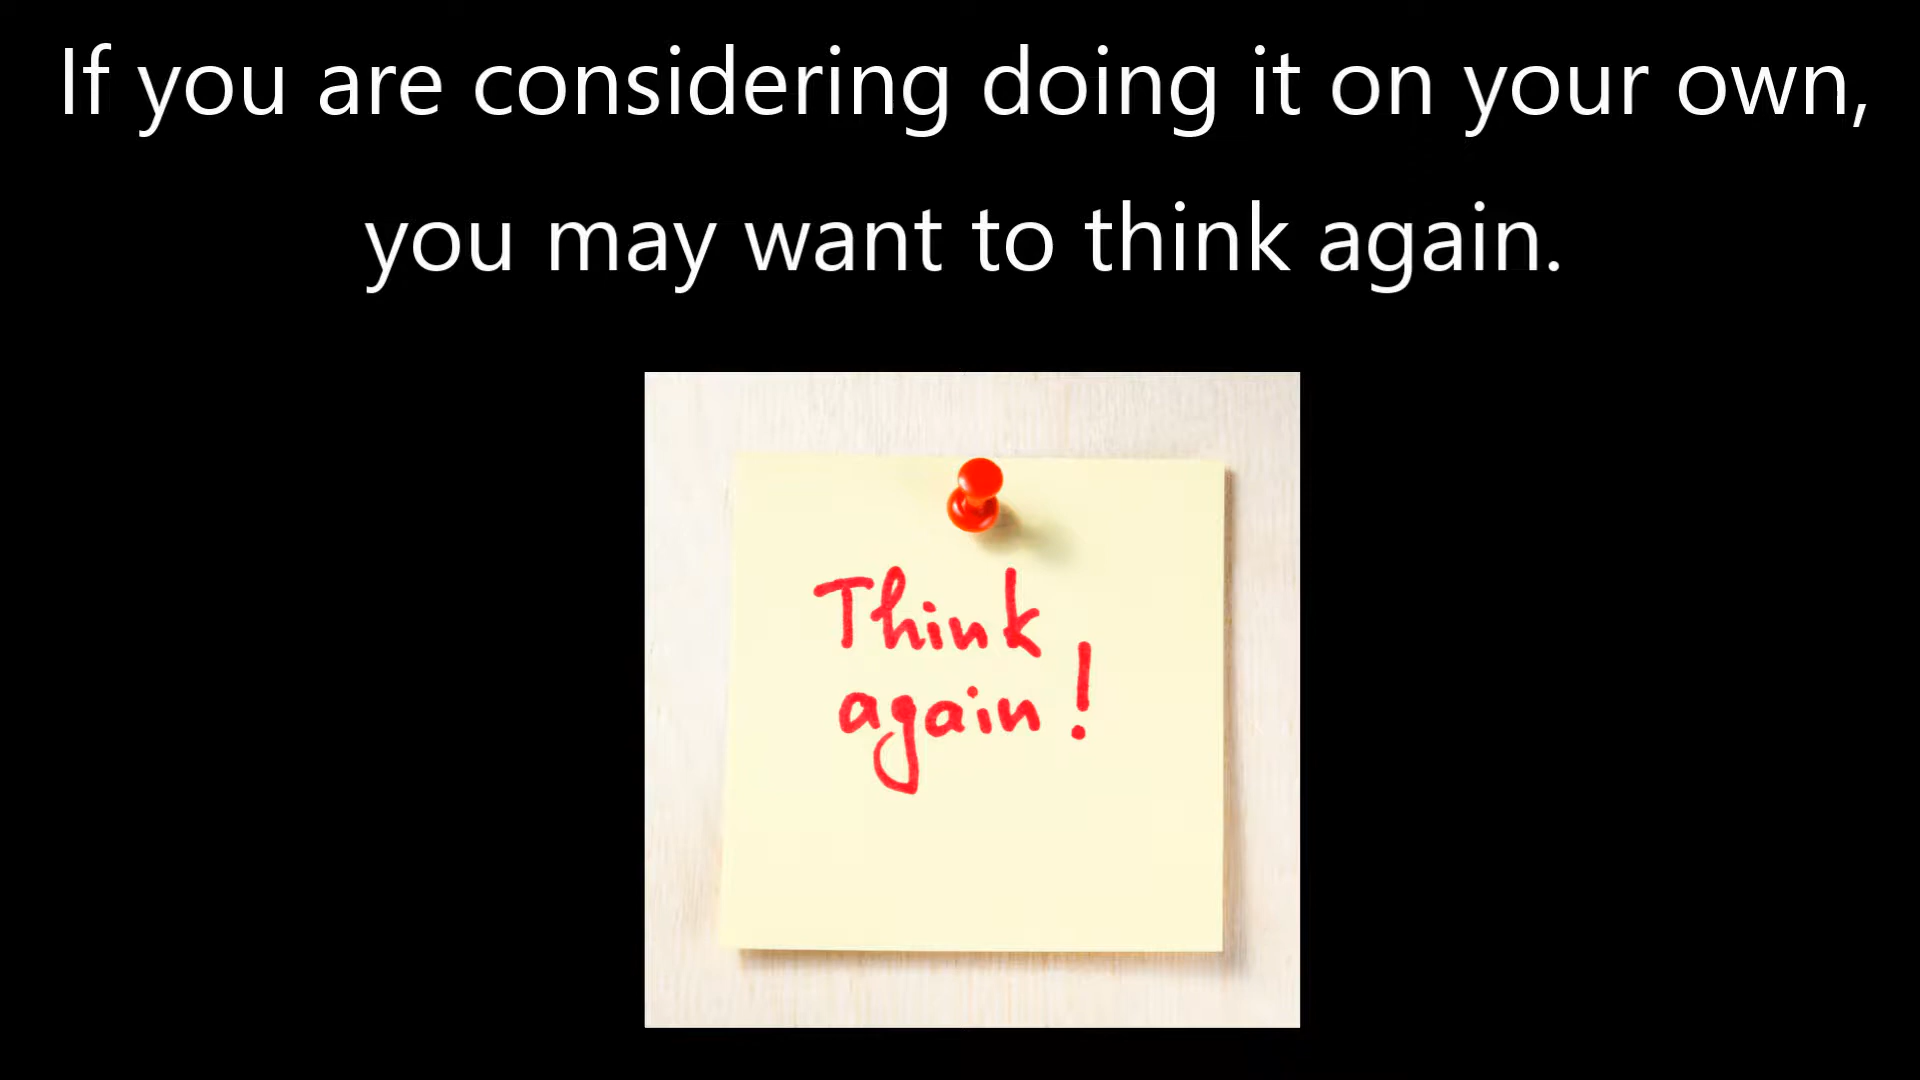 If you are considering doing it on your own,
you may want to think again.
Think
again!